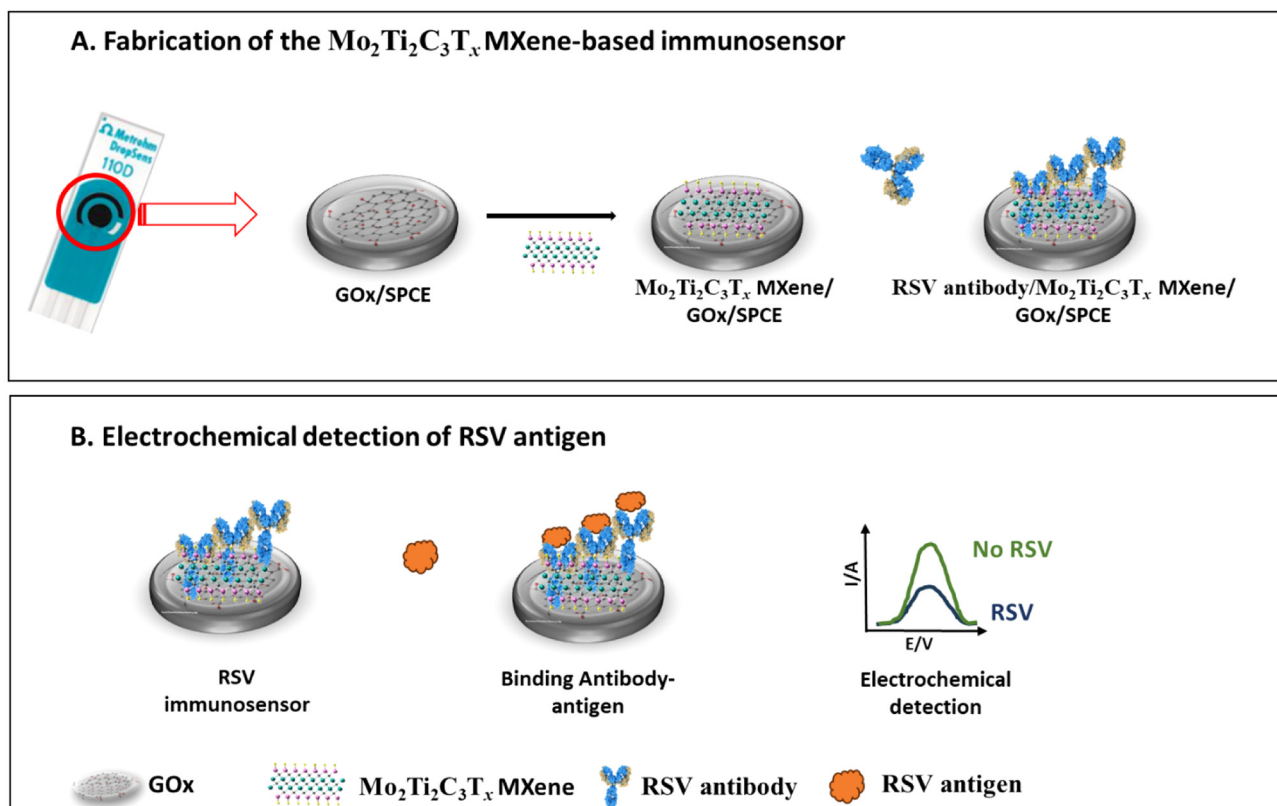 A. Fabrication of the Mo₂Ti₂C₃Tₓ MXene-based immunosensor
Ω Metrohm
DropSens
110D
GOx/SPCE
Mo₂Ti₂C₃Tₓ MXene/
GOx/SPCE
RSV antibody/Mo₂Ti₂C₃Tₓ MXene/
GOx/SPCE
B. Electrochemical detection of RSV antigen
RSV
immunosensor
Binding Antibody-
antigen
I/A
No RSV
RSV
E/V
Electrochemical
detection
GOx
Mo₂Ti₂C₃Tₓ MXene
RSV antibody
RSV antigen